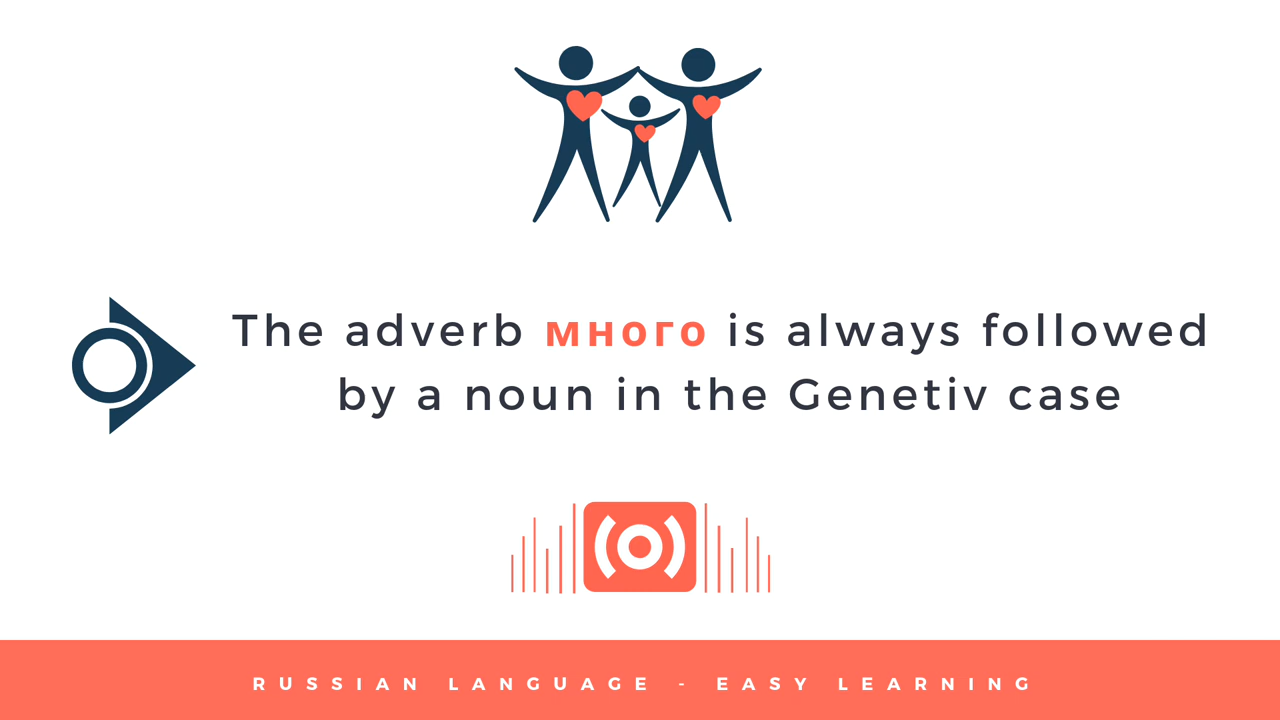 The adverb много is always followed
by a noun in the Genetiv case
RUSSIAN LANGUAGE - EASY LEARNING